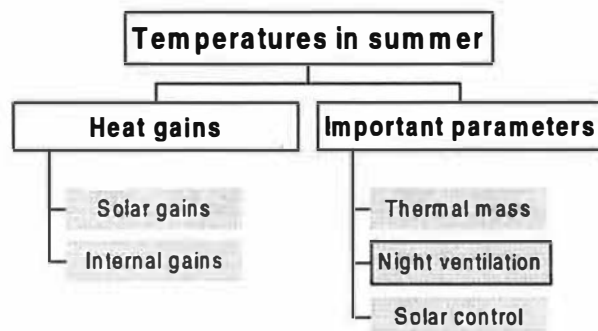 Temperatures in summer
Heat gains
Important parameters
Solar gains
Thermal mass
Internal gains
Night ventilation
Solar control